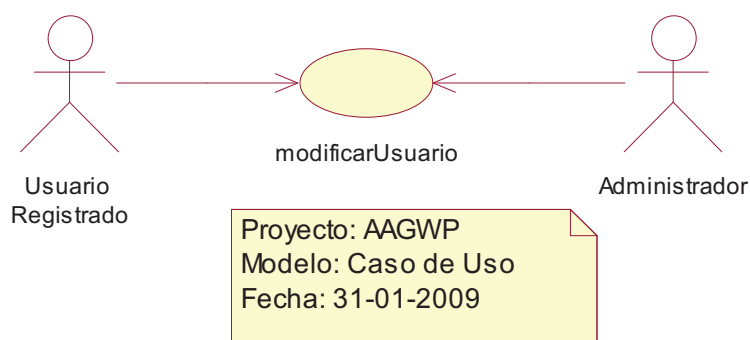 modificarUsuario
Usuario
Registrado
Administrador
Proyecto: AAGWP
Modelo: Caso de Uso
Fecha: 31-01-2009